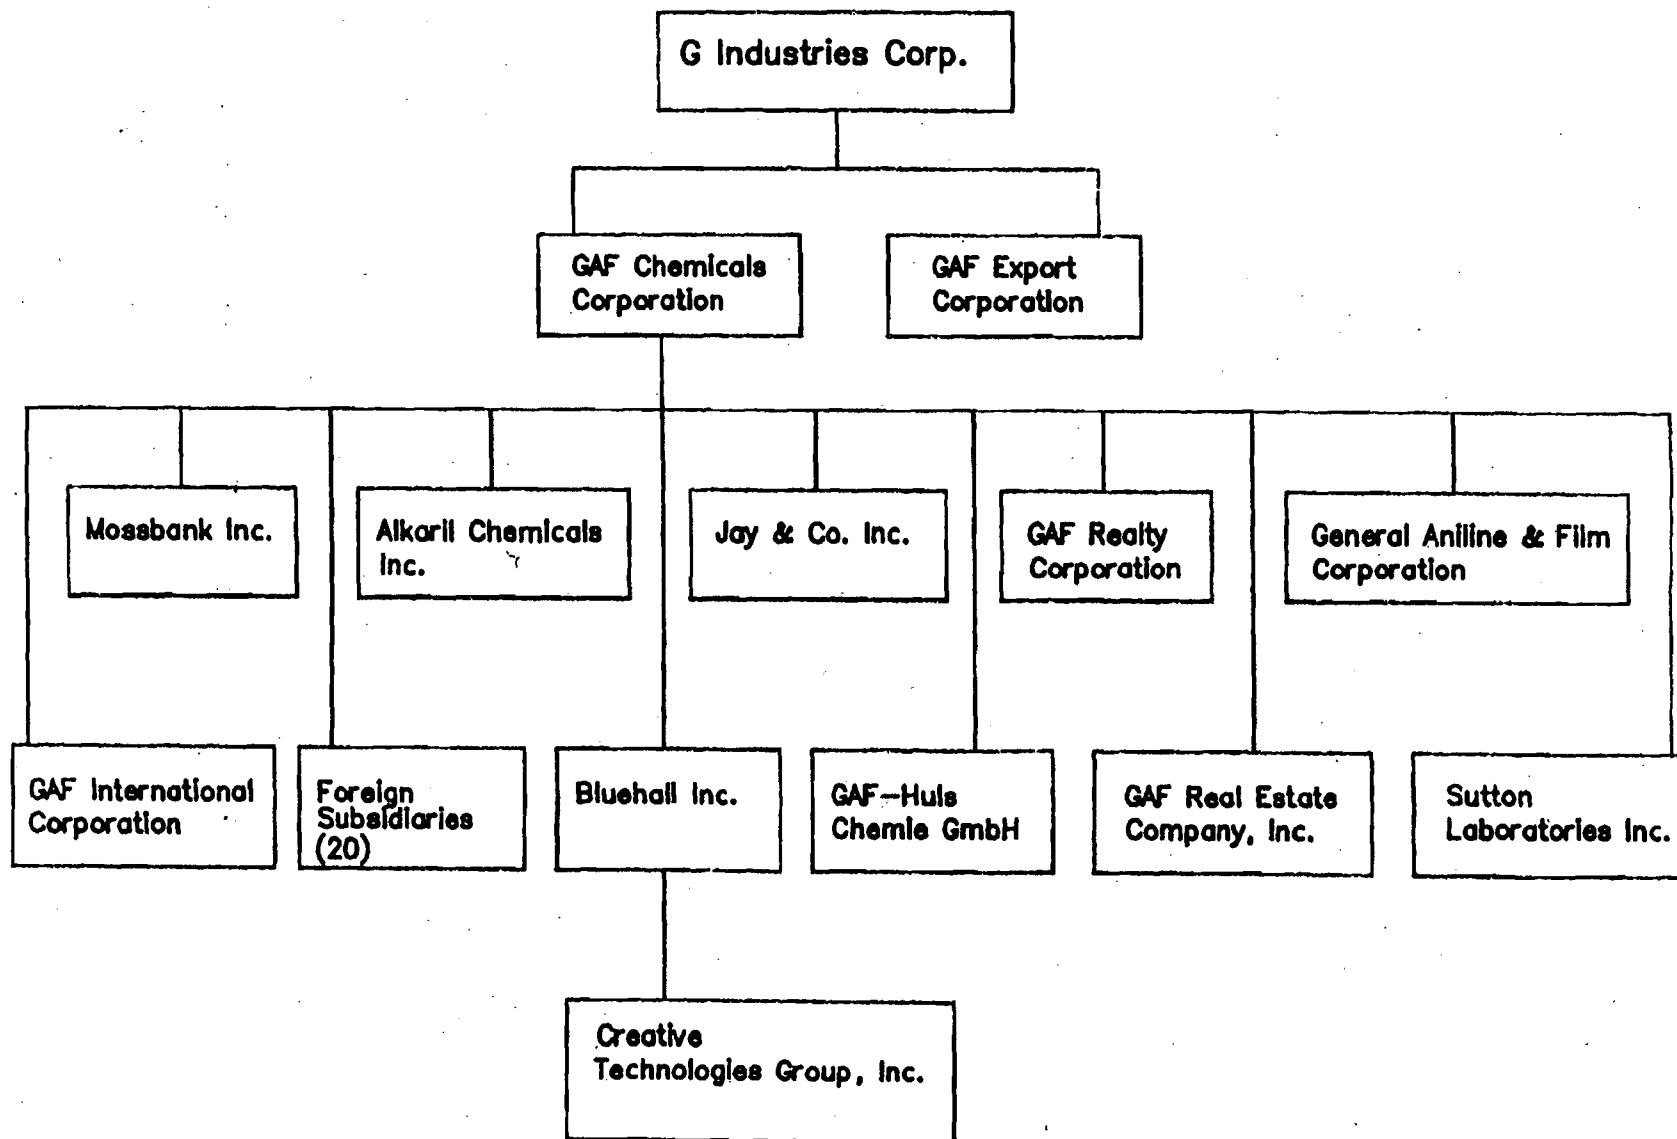 G Industries Corp.
GAF Chemicals
Corporation
GAF Export
Corporation
Mossbank Inc.
Alkaril Chemicals
Inc.
Jay & Co. Inc.
GAF Realty
Corporation
General Aniline & Film
Corporation
GAF International
Corporation
Foreign
Subsidiaries
(20)
Bluehall Inc.
GAF-Huls
Chemie GmbH
GAF Real Estate
Company, Inc.
Sutton
Laboratories Inc.
Creative
Technologies Group, Inc.